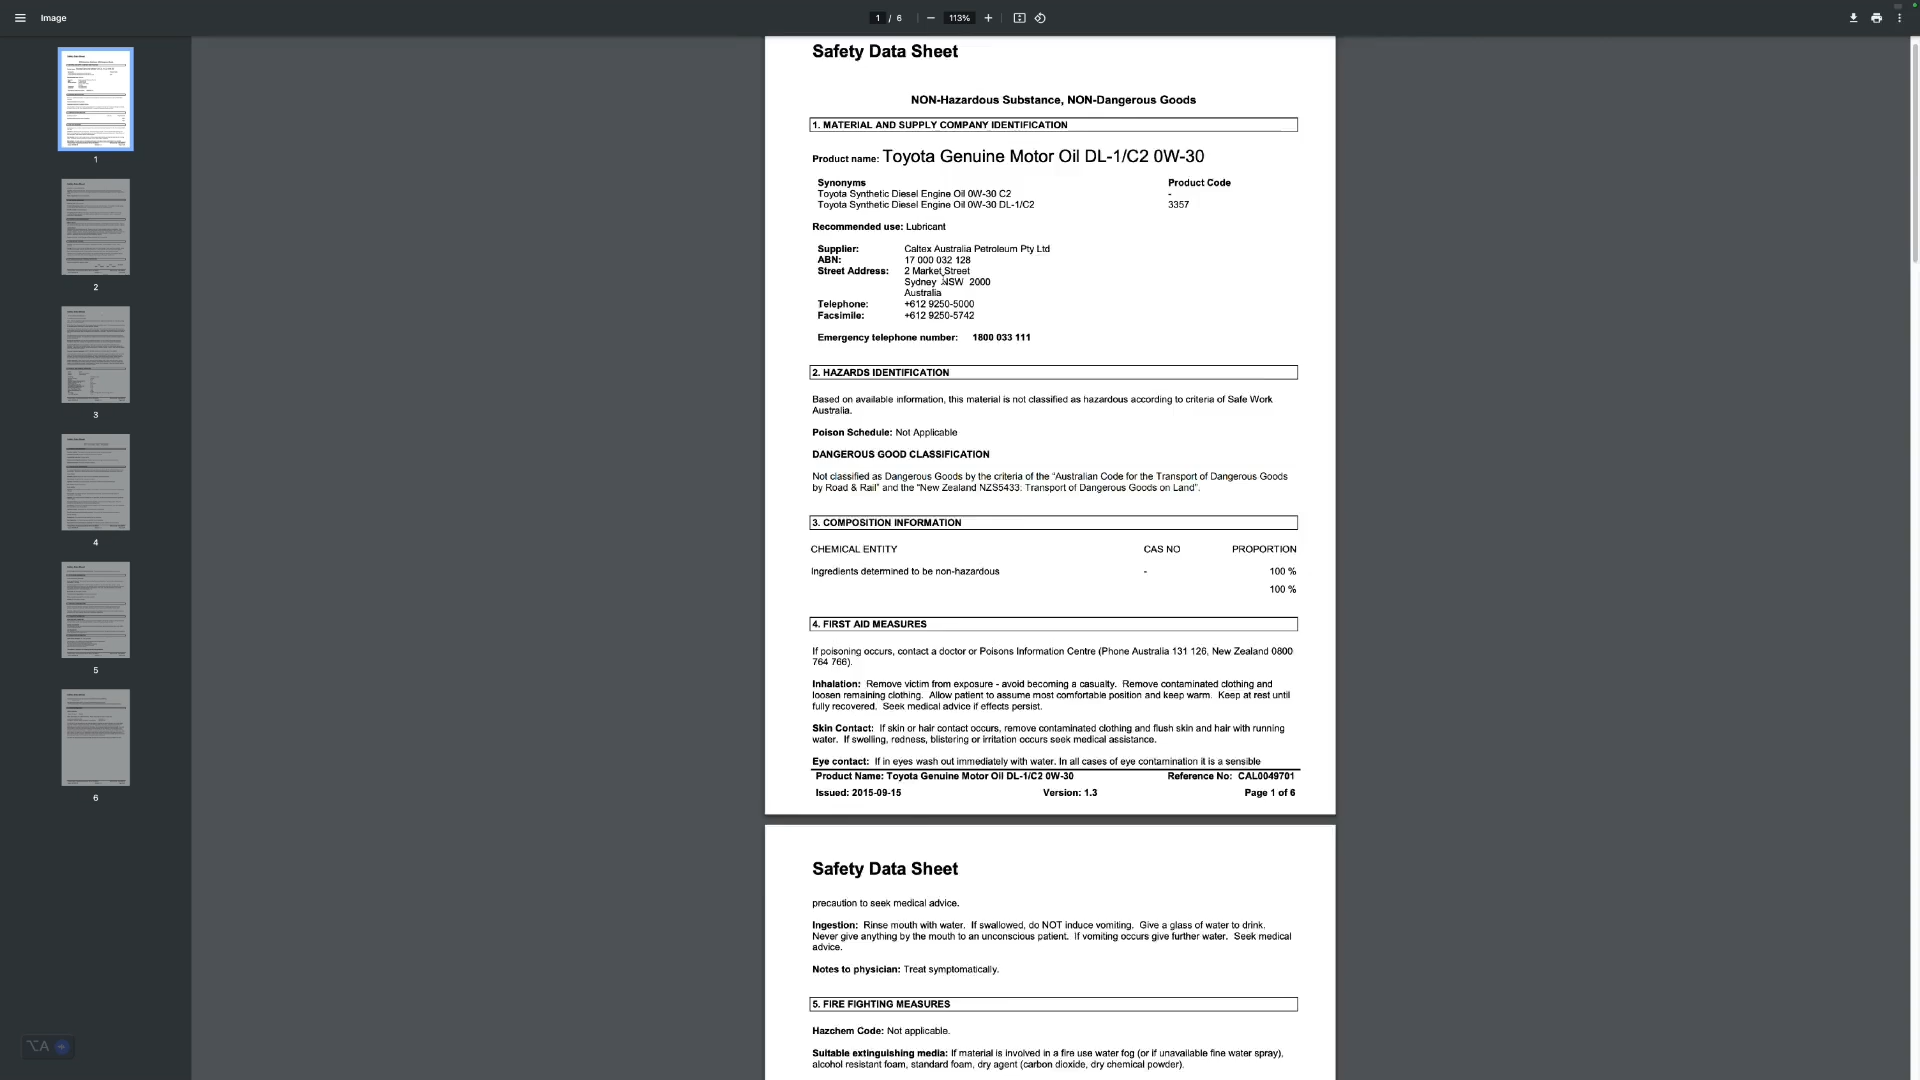 Image
1 / 6
113%
1
2
3
4
5
6
Safety Data Sheet
NON-Hazardous Substance, NON-Dangerous Goods
1. MATERIAL AND SUPPLY COMPANY IDENTIFICATION
Product name: Toyota Genuine Motor Oil DL-1/C2 0W-30
Synonyms Product Code
Toyota Synthetic Diesel Engine Oil 0W-30 C2 -
Toyota Synthetic Diesel Engine Oil 0W-30 DL-1/C2 3357
Recommended use: Lubricant
Supplier: Caltex Australia Petroleum Pty Ltd
ABN: 17 000 032 128
Street Address: 2 Market Street
Sydney NSW 2000
Australia
Telephone: +612 9250-5000
Facsimile: +612 9250-5742
Emergency telephone number: 1800 033 111
2. HAZARDS IDENTIFICATION
Based on available information, this material is not classified as hazardous according to criteria of Safe Work
Australia.
Poison Schedule: Not Applicable
DANGEROUS GOOD CLASSIFICATION
Not classified as Dangerous Goods by the criteria of the "Australian Code for the Transport of Dangerous Goods
by Road & Rail" and the "New Zealand NZS5433: Transport of Dangerous Goods on Land".
3. COMPOSITION INFORMATION
CHEMICAL ENTITY CAS NO PROPORTION
Ingredients determined to be non-hazardous - 100 %
100 %
4. FIRST AID MEASURES
If poisoning occurs, contact a doctor or Poisons Information Centre (Phone Australia 131 126, New Zealand 0800
764 766).
Inhalation: Remove victim from exposure - avoid becoming a casualty. Remove contaminated clothing and
loosen remaining clothing. Allow patient to assume most comfortable position and keep warm. Keep at rest until
fully recovered. Seek medical advice if effects persist.
Skin Contact: If skin or hair contact occurs, remove contaminated clothing and flush skin and hair with running
water. If swelling, redness, blistering or irritation occurs seek medical assistance.
Eye contact: If in eyes wash out immediately with water. In all cases of eye contamination it is a sensible
Product Name: Toyota Genuine Motor Oil DL-1/C2 0W-30 Reference No: CAL0049701
Issued: 2015-09-15 Version: 1.3 Page 1 of 6
Safety Data Sheet
precaution to seek medical advice.
Ingestion: Rinse mouth with water. If swallowed, do NOT induce vomiting. Give a glass of water to drink.
Never give anything by the mouth to an unconscious patient. If vomiting occurs give further water. Seek medical
advice.
Notes to physician: Treat symptomatically.
5. FIRE FIGHTING MEASURES
Hazchem Code: Not applicable.
Suitable extinguishing media: If material is involved in a fire use water fog (or if unavailable fine water spray),
alcohol resistant foam, standard foam, dry agent (carbon dioxide, dry chemical powder).
⌥A